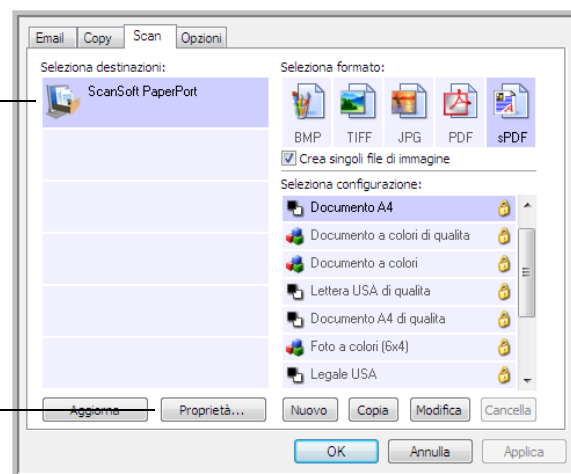 Email Copy Scan Opzioni
Seleziona destinazioni:
ScanSoft PaperPort
Seleziona formato:
BMP TIFF JPG PDF sPDF
Crea singoli file di immagine
Seleziona configurazione:
Documento A4
Documento a colori di qualita
Documento a colori
Lettera USA di qualita
Documento A4 di qualita
Foto a colori (6x4)
Legale USA
Aggiorna Proprietà... Nuovo Copia Modifica Cancella
OK Annulla Applica